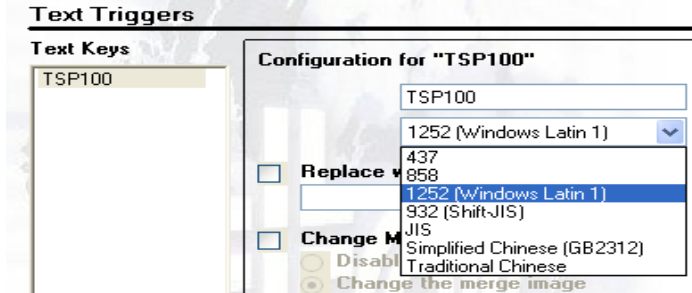 Text Triggers
Text Keys
TSP100
Configuration for "TSP100"
TSP100
1252 (Windows Latin 1)
437
858
1252 (Windows Latin 1)
932 (Shift-JIS)
JIS
Simplified Chinese (GB2312)
Traditional Chinese
Replace
Change M
Disabl
Change the merge image